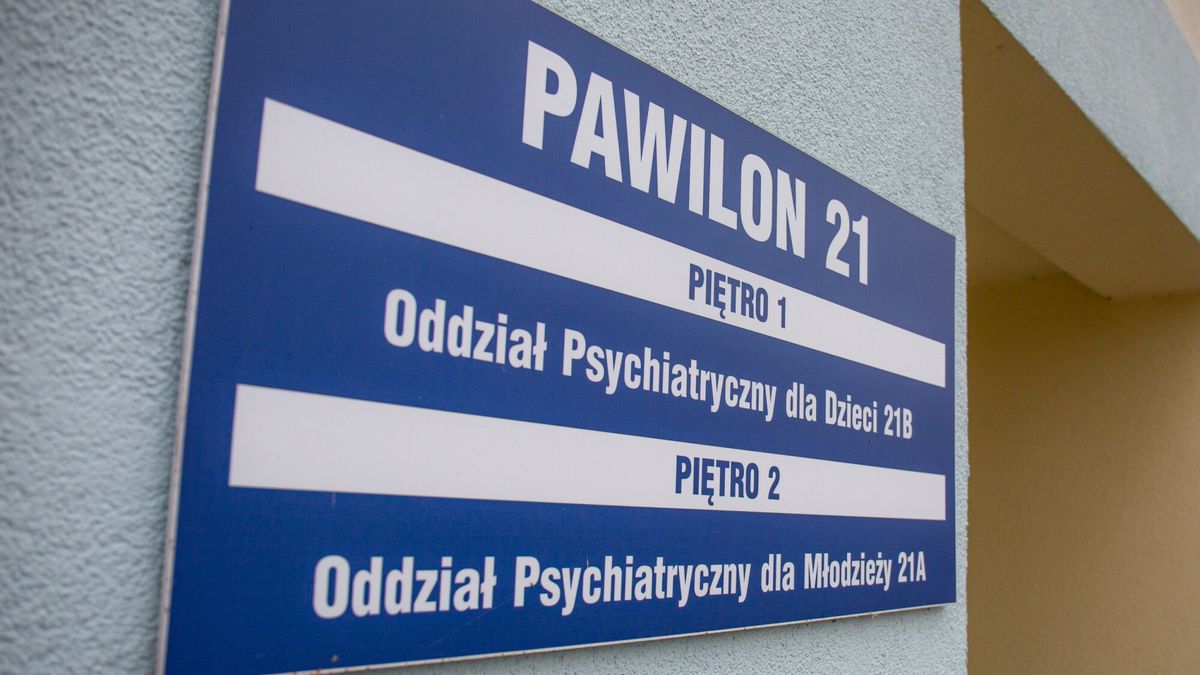 PAWILON 21
PIĘTRO 1
Oddział Psychiatryczny dla Dzieci 21B
PIĘTRO 2
Oddział Psychiatryczny dla Młodzieży 21A